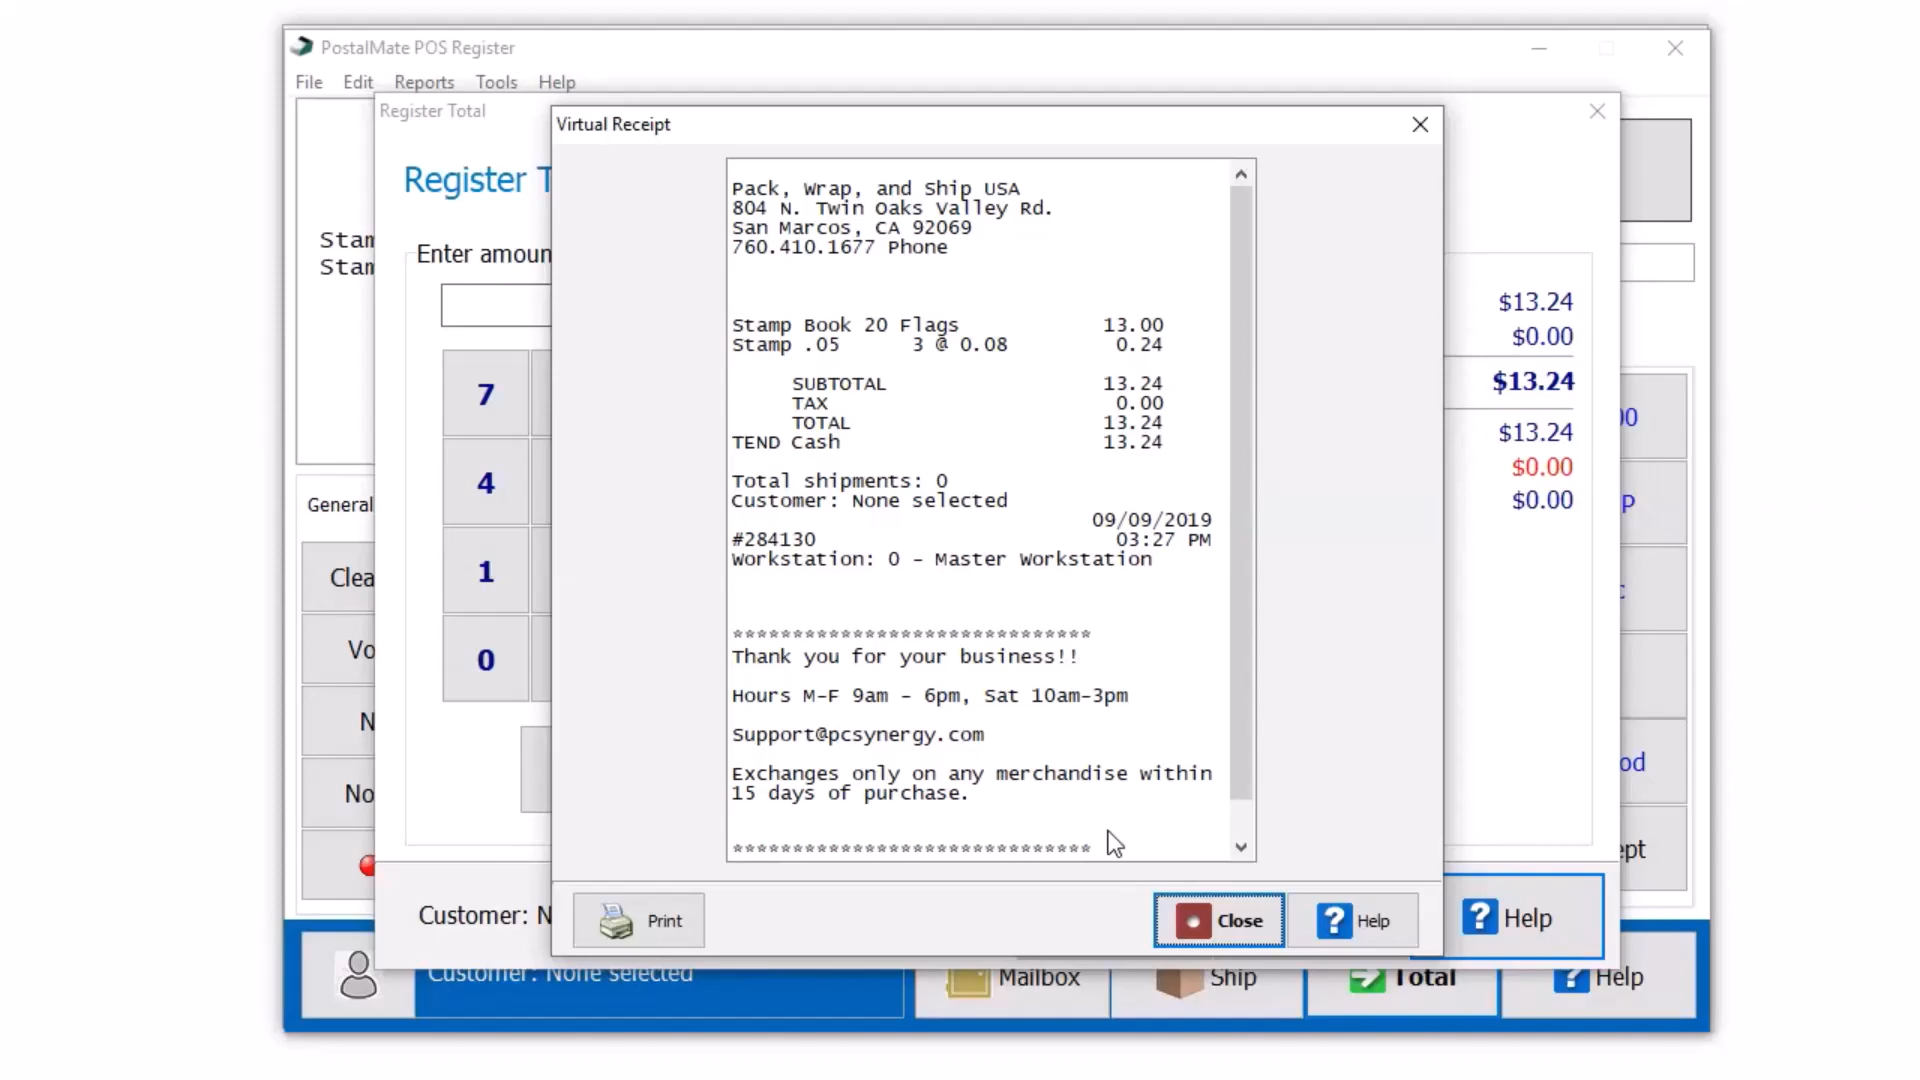 PostalMate POS Register
File Edit Reports Tools Help
Register Total
Virtual Receipt
Register T
Enter amoun
Stam
Stam
7
4
1
0
General
Clea
Vo
N
No
Pack, Wrap, and Ship USA
804 N. Twin Oaks Valley Rd.
San Marcos, CA 92069
760.410.1677 Phone
Stamp Book 20 Flags 13.00
Stamp .05 3 @ 0.08 0.24
SUBTOTAL 13.24
TAX 0.00
TOTAL 13.24
TEND Cash 13.24
Total shipments: 0
Customer: None selected
09/09/2019
#284130 03:27 PM
Workstation: 0 - Master Workstation
******************************
Thank you for your business!!
Hours M-F 9am - 6pm, Sat 10am-3pm
Support@pcsynergy.com
Exchanges only on any merchandise within
15 days of purchase.
******************************
$13.24
$0.00
$13.24
$13.24
$0.00
$0.00
Print Close Help
Customer: N
Help
Customer: None selected
Mailbox Ship Total Help